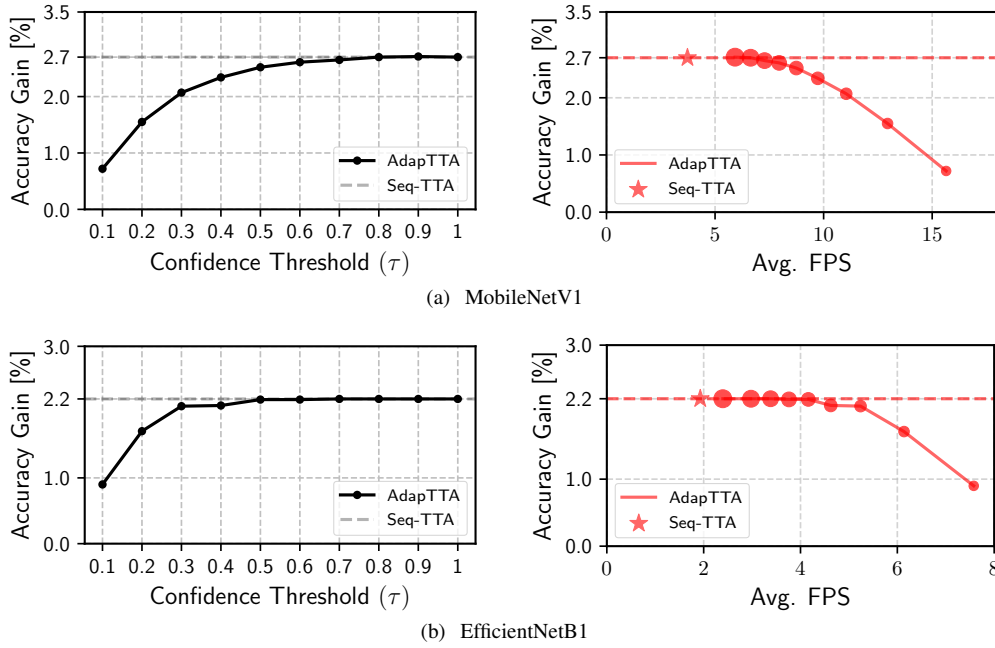 3.5
2.7
2.0
1.0
0.0
Accuracy Gain [%]
AdapTTA
Seq-TTA
0.1 0.2 0.3 0.4 0.5 0.6 0.7 0.8 0.9 1
Confidence Threshold (τ)
3.5
2.7
2.0
1.0
0.0
Accuracy Gain [%]
AdapTTA
Seq-TTA
0 5 10 15
Avg. FPS
(a) MobileNetV1
3.0
2.2
1.0
0.0
Accuracy Gain [%]
AdapTTA
Seq-TTA
0.1 0.2 0.3 0.4 0.5 0.6 0.7 0.8 0.9 1
Confidence Threshold (τ)
3.0
2.2
1.0
0.0
Accuracy Gain [%]
AdapTTA
Seq-TTA
0 2 4 6 8
Avg. FPS
(b) EfficientNetB1